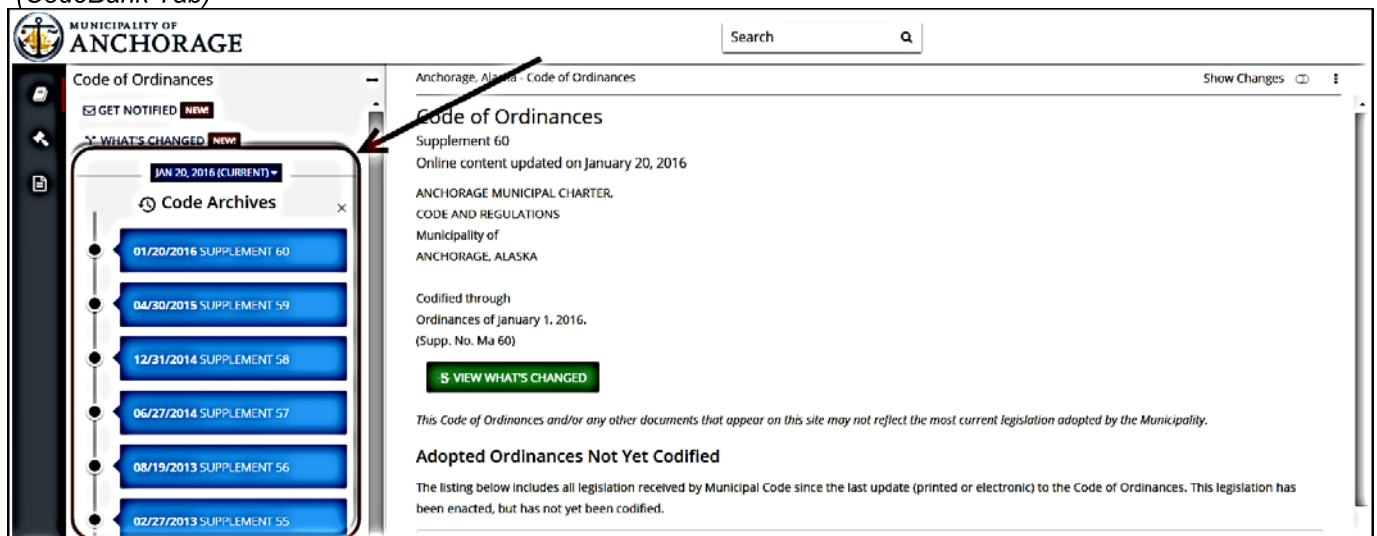 (CodeBank Tab)
MUNICIPALITY OF
ANCHORAGE
Search
Code of Ordinances
GET NOTIFIED NEW!
WHAT'S CHANGED NEW!
JAN 20, 2016 (CURRENT)
Code Archives
01/20/2016 SUPPLEMENT 60
04/30/2015 SUPPLEMENT 59
12/31/2014 SUPPLEMENT 58
06/27/2014 SUPPLEMENT 57
08/19/2013 SUPPLEMENT 56
02/27/2013 SUPPLEMENT 55
Anchorage, Alaska - Code of Ordinances
Show Changes
Code of Ordinances
Supplement 60
Online content updated on January 20, 2016
ANCHORAGE MUNICIPAL CHARTER,
CODE AND REGULATIONS
Municipality of
ANCHORAGE, ALASKA
Codified through
Ordinances of January 1, 2016.
(Supp. No. Ma 60)
VIEW WHAT'S CHANGED
This Code of Ordinances and/or any other documents that appear on this site may not reflect the most current legislation adopted by the Municipality.
Adopted Ordinances Not Yet Codified
The listing below includes all legislation received by Municipal Code since the last update (printed or electronic) to the Code of Ordinances. This legislation has
been enacted, but has not yet been codified.